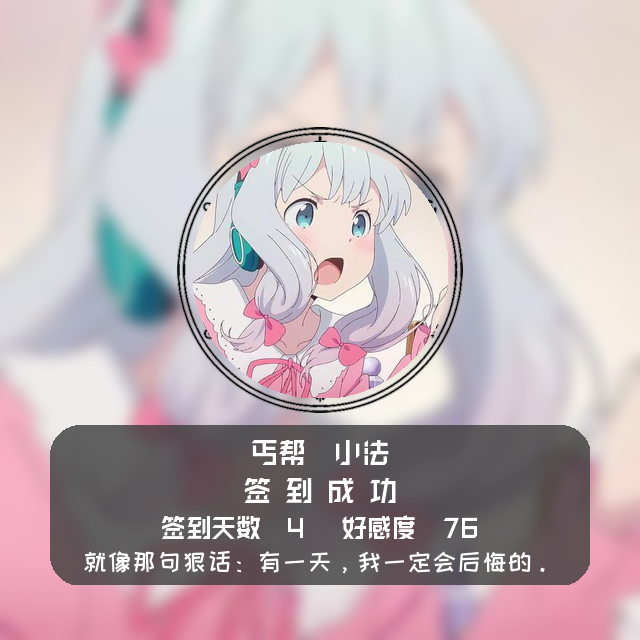 丐帮 小法
签到成功
签到天数 4 好感度 76
就像那句狠话：有一天，我一定会后悔的。